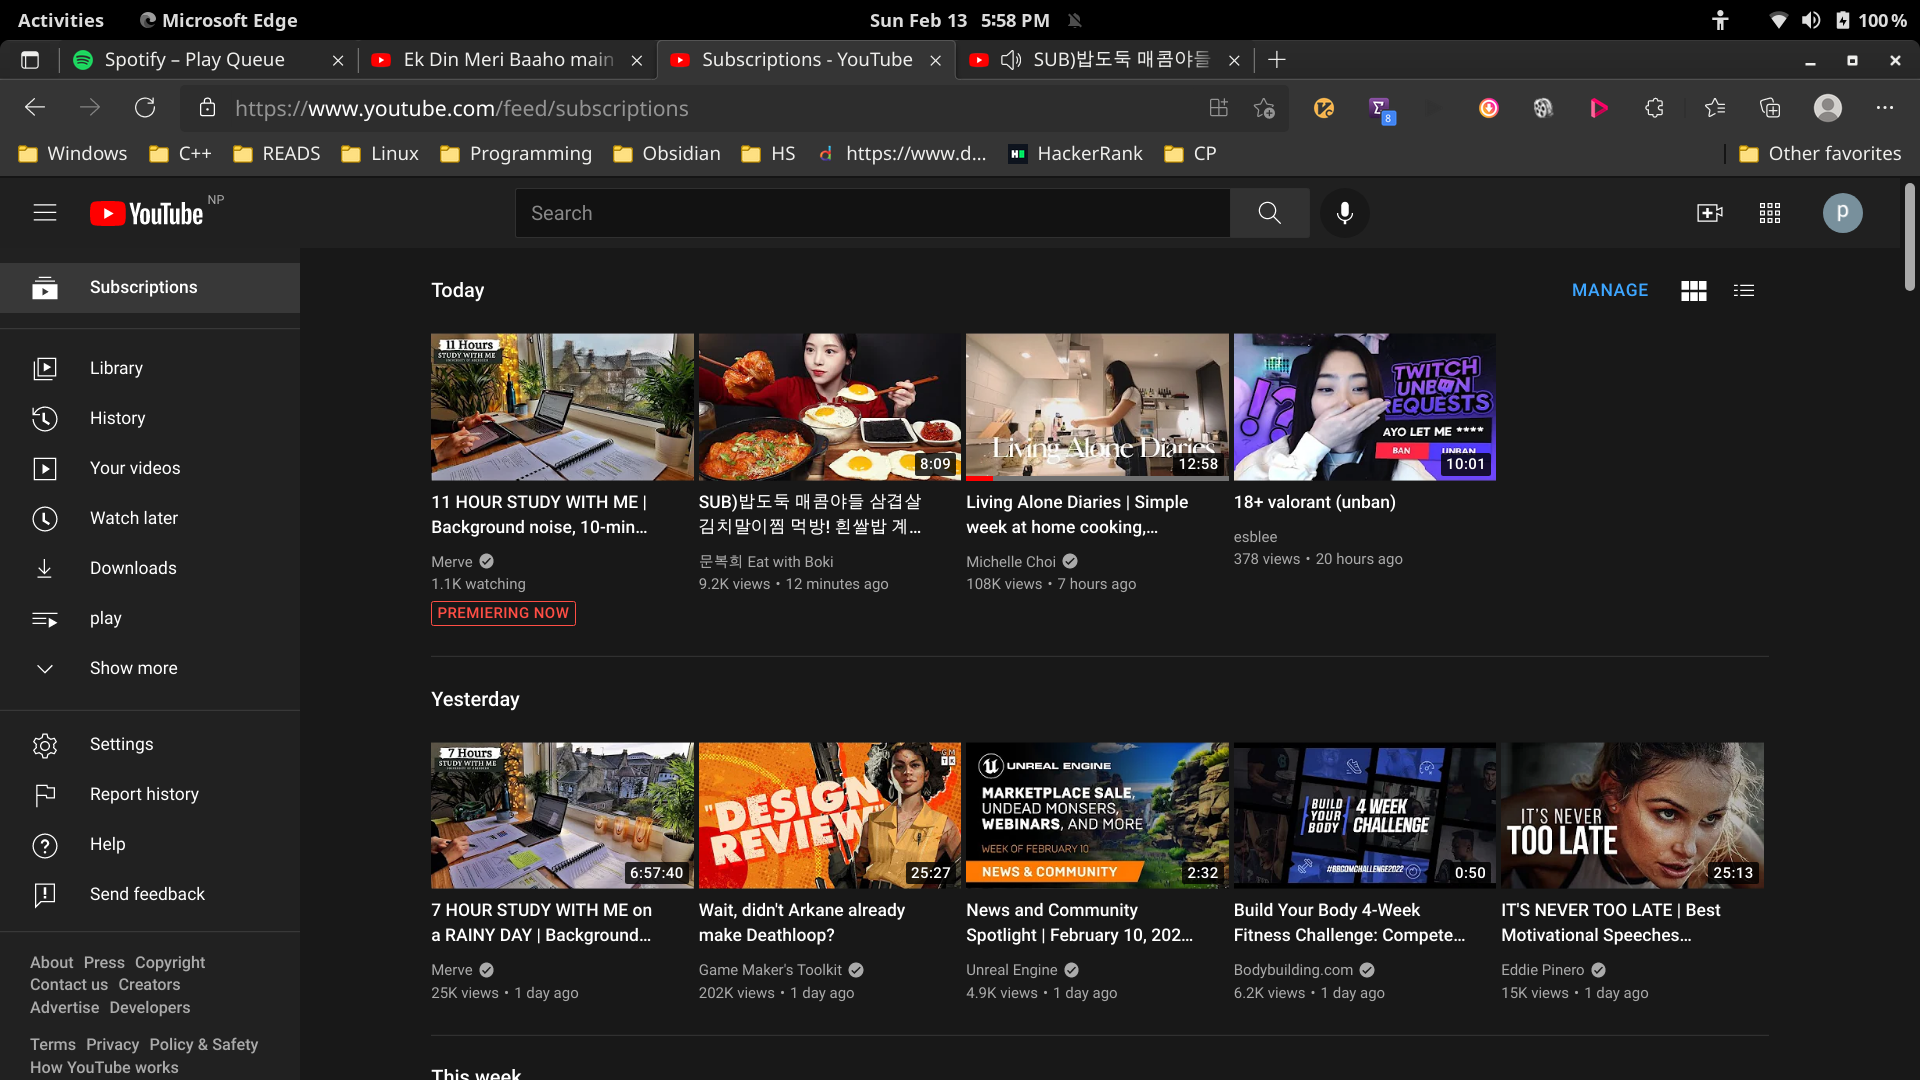 Activities
Microsoft Edge
Sun Feb 13 5:58 PM
100 %
Spotify – Play Queue
Ek Din Meri Baaho main
Subscriptions - YouTube
SUB)밥도둑 매콤야들
https://www.youtube.com/feed/subscriptions
8
Windows
C++
READS
Linux
Programming
Obsidian
HS
https://www.d...
HackerRank
CP
Other favorites
YouTube NP
Search
p
Subscriptions
Library
History
Your videos
Watch later
Downloads
play
Show more
Settings
Report history
Help
Send feedback
About Press Copyright
Contact us Creators
Advertise Developers
Terms Privacy Policy & Safety
How YouTube works
Today
MANAGE
11 Hours
STUDY WITH ME
11 HOUR STUDY WITH ME |
Background noise, 10-min...
Merve
1.1K watching
PREMIERING NOW
8:09
SUB)밥도둑 매콤야들 삼겹살
김치말이찜 먹방! 흰쌀밥 계...
문복희 Eat with Boki
9.2K views • 12 minutes ago
Living Alone Diaries
12:58
Living Alone Diaries | Simple
week at home cooking,...
Michelle Choi
108K views • 7 hours ago
!?
TWITCH
UNBAN
REQUESTS
AYO LET ME ****
BAN
UNBAN
10:01
18+ valorant (unban)
esblee
378 views • 20 hours ago
Yesterday
7 Hours
STUDY WITH ME
6:57:40
7 HOUR STUDY WITH ME on
a RAINY DAY | Background...
Merve
25K views • 1 day ago
"DESIGN
REVIEW"
GM
TK
25:27
Wait, didn't Arkane already
make Deathloop?
Game Maker's Toolkit
202K views • 1 day ago
UNREAL ENGINE
MARKETPLACE SALE,
UNDEAD MONSERS,
WEBINARS, AND MORE
WEEK OF FEBRUARY 10
NEWS & COMMUNITY
2:32
News and Community
Spotlight | February 10, 202...
Unreal Engine
4.9K views • 1 day ago
BUILD
YOUR
BODY
4 WEEK
CHALLENGE
#BBCOMCHALLENGE2022
0:50
Build Your Body 4-Week
Fitness Challenge: Compete...
Bodybuilding.com
6.2K views • 1 day ago
IT'S NEVER
TOO LATE
25:13
IT'S NEVER TOO LATE | Best
Motivational Speeches...
Eddie Pinero
15K views • 1 day ago
This week